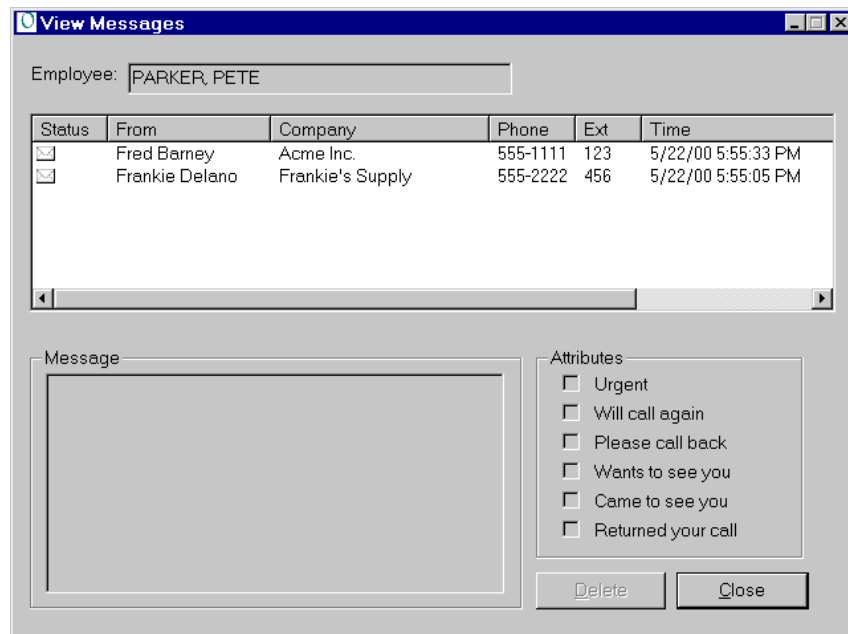 View Messages
Employee: PARKER, PETE
Status From Company Phone Ext Time
Fred Barney Acme Inc. 555-1111 123 5/22/00 5:55:33 PM
Frankie Delano Frankie's Supply 555-2222 456 5/22/00 5:55:05 PM
Message
Attributes
Urgent
Will call again
Please call back
Wants to see you
Came to see you
Returned your call
Delete Close